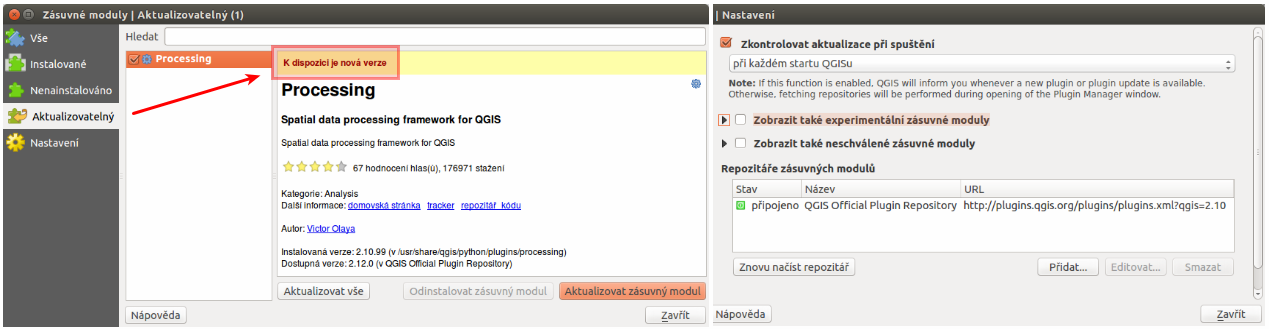 Zásuvné moduly | Aktualizovatelný (1)
Vše
Instalované
Nenainstalováno
Aktualizovatelný
Nastavení
Hledat
Processing
K dispozici je nová verze
Processing
Spatial data processing framework for QGIS
Spatial data processing framework for QGIS
67 hodnocení hlas(ů), 176971 stažení
Kategorie: Analysis
Další informace: domovská stránka tracker repozitář_kódu
Autor: Victor Olaya
Instalovaná verze: 2.10.99 (v /usr/share/qgis/python/plugins/processing)
Dostupná verze: 2.12.0 (v QGIS Official Plugin Repository)
Aktualizovat vše
Odinstalovat zásuvný modul
Aktualizovat zásuvný modul
Nápověda
Zavřít
Nastavení
Zkontrolovat aktualizace při spuštění
při každém startu QGISu
Note: If this function is enabled, QGIS will inform you whenever a new plugin or plugin update is available.
Otherwise, fetching repositories will be performed during opening of the Plugin Manager window.
Zobrazit také experimentální zásuvné moduly
Zobrazit také neschválené zásuvné moduly
Repozitáře zásuvných modulů
Stav Název URL
připojeno QGIS Official Plugin Repository http://plugins.qgis.org/plugins/plugins.xml?qgis=2.10
Znovu načíst repozitář
Přidat...
Editovat...
Smazat
Nápověda
Zavřít